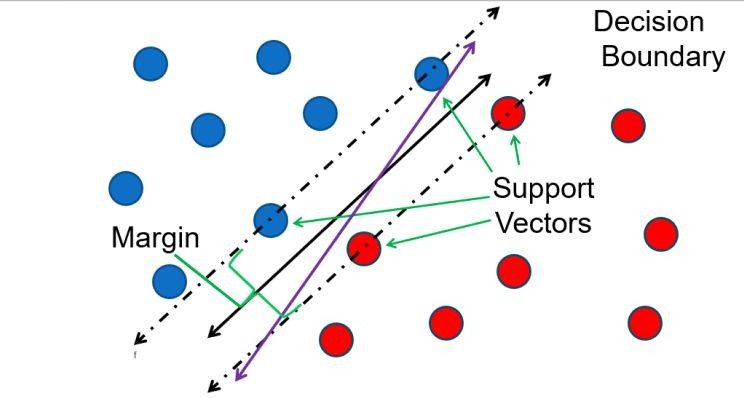 Decision
Boundary
Support
Vectors
Margin
f